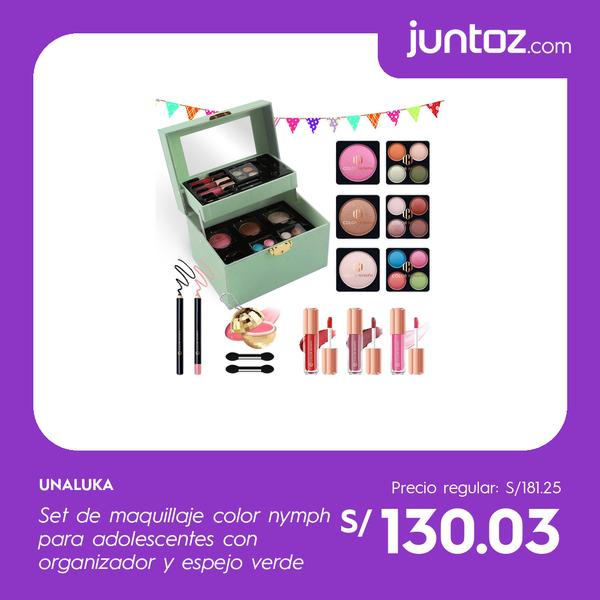 juntoz.com
UNALUKA
Precio regular: S/181.25
Set de maquillaje color nymph
para adolescentes con
organizador y espejo verde
S/ 130.03